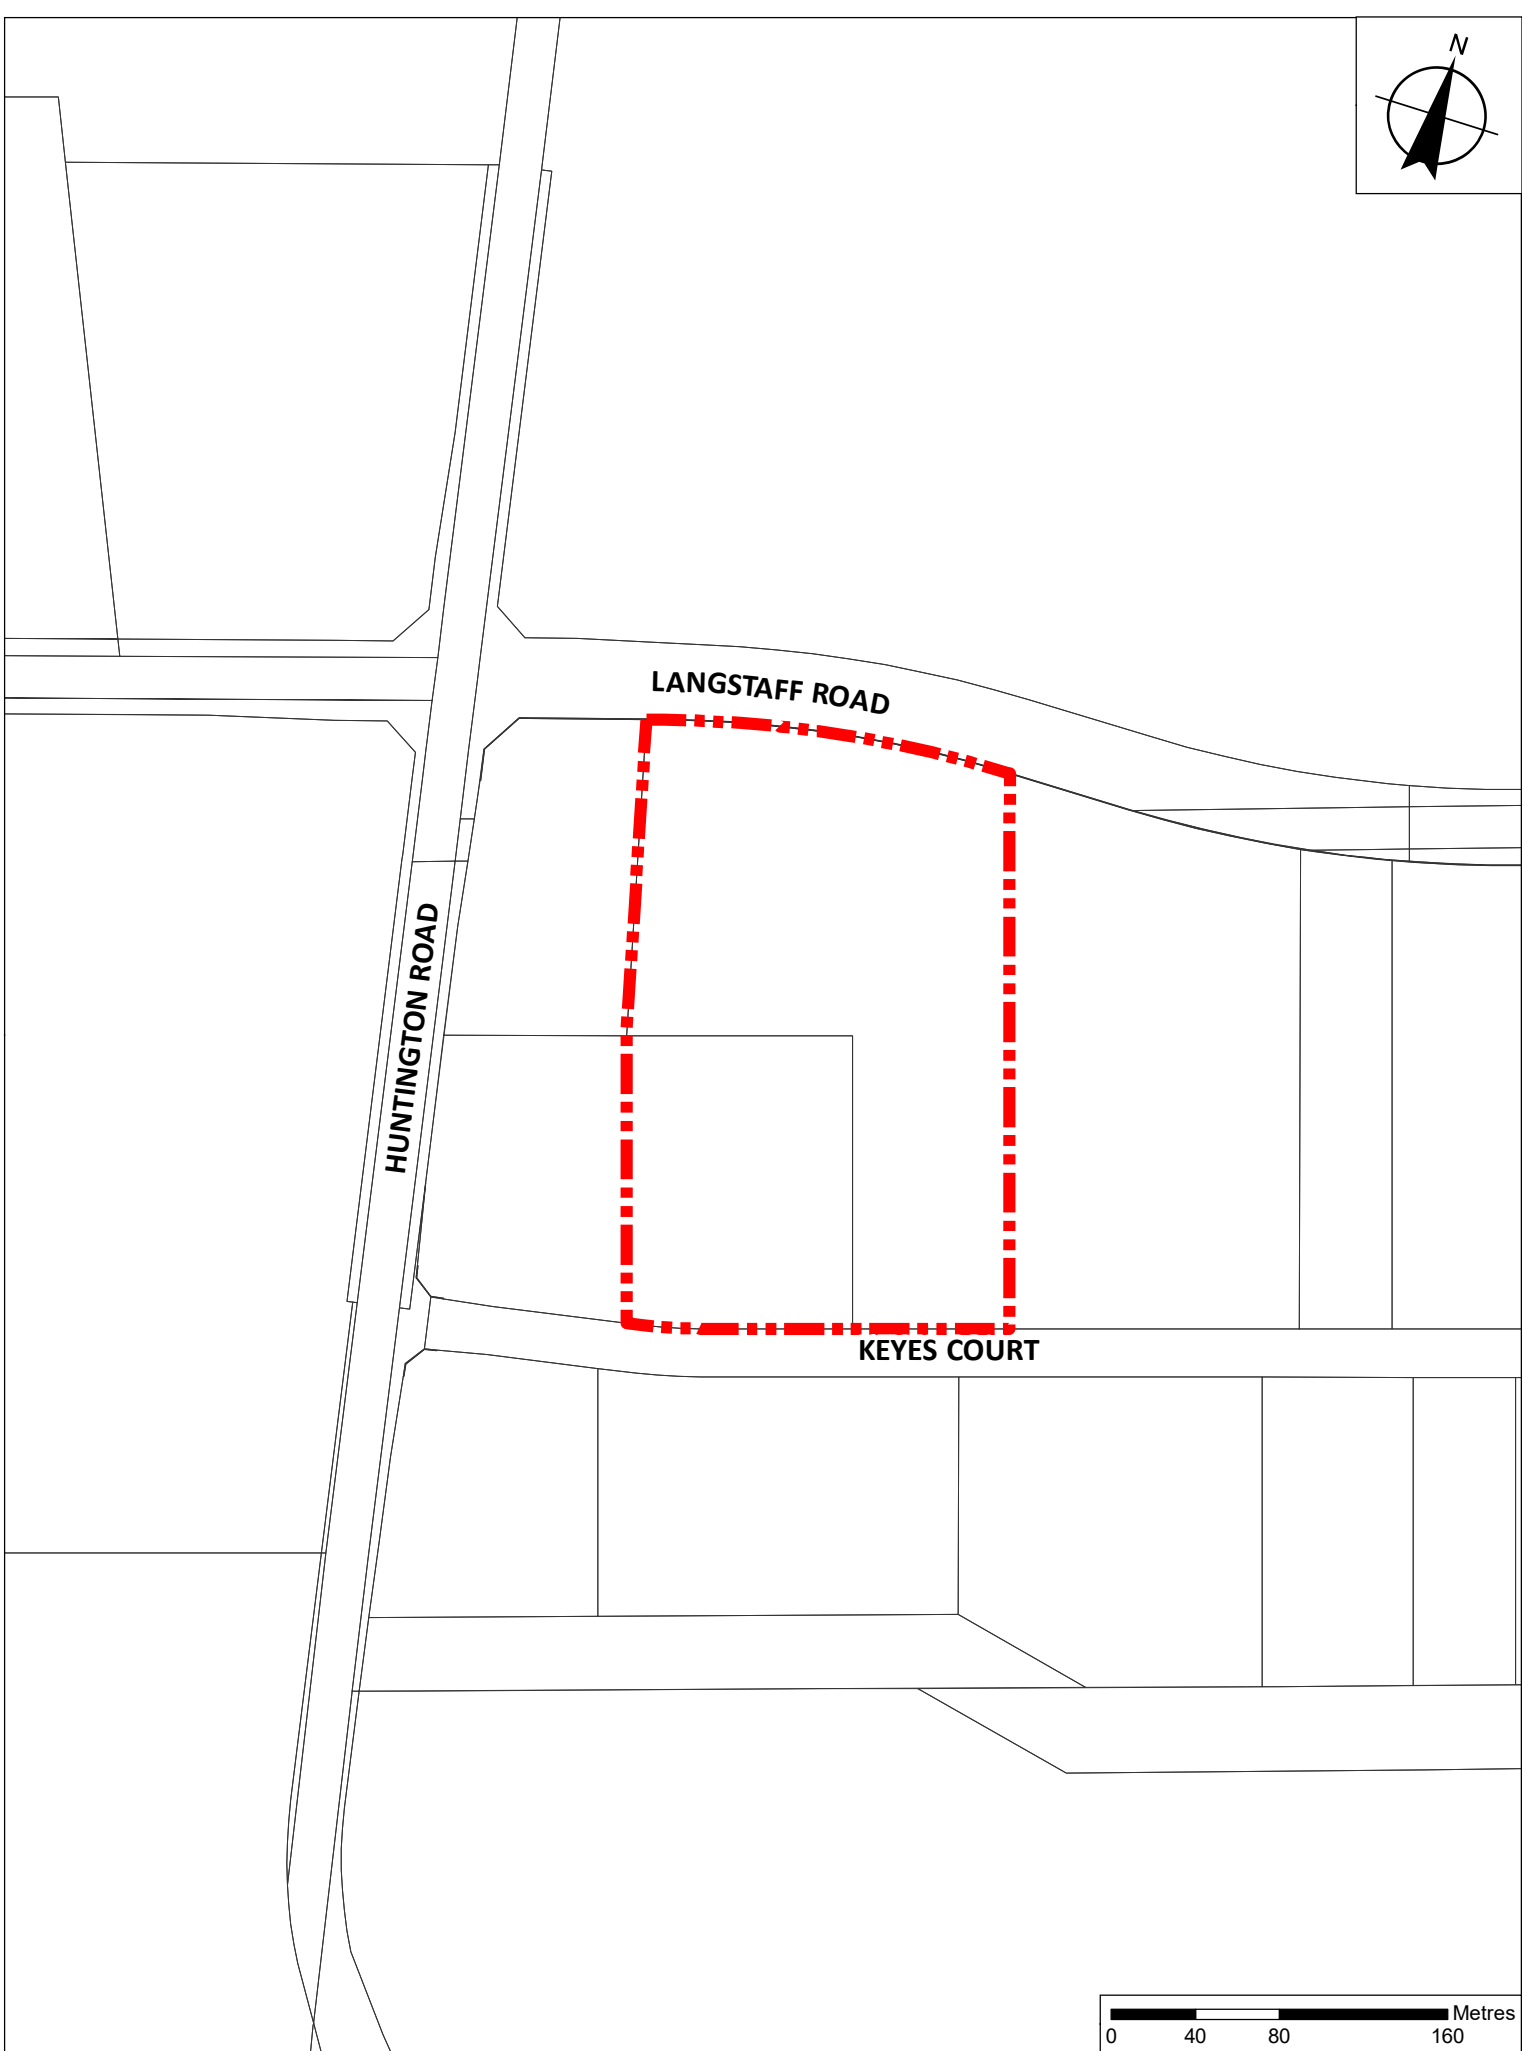 N
LANGSTAFF ROAD
HUNTINGTON ROAD
KEYES COURT
Metres
0 40 80 160